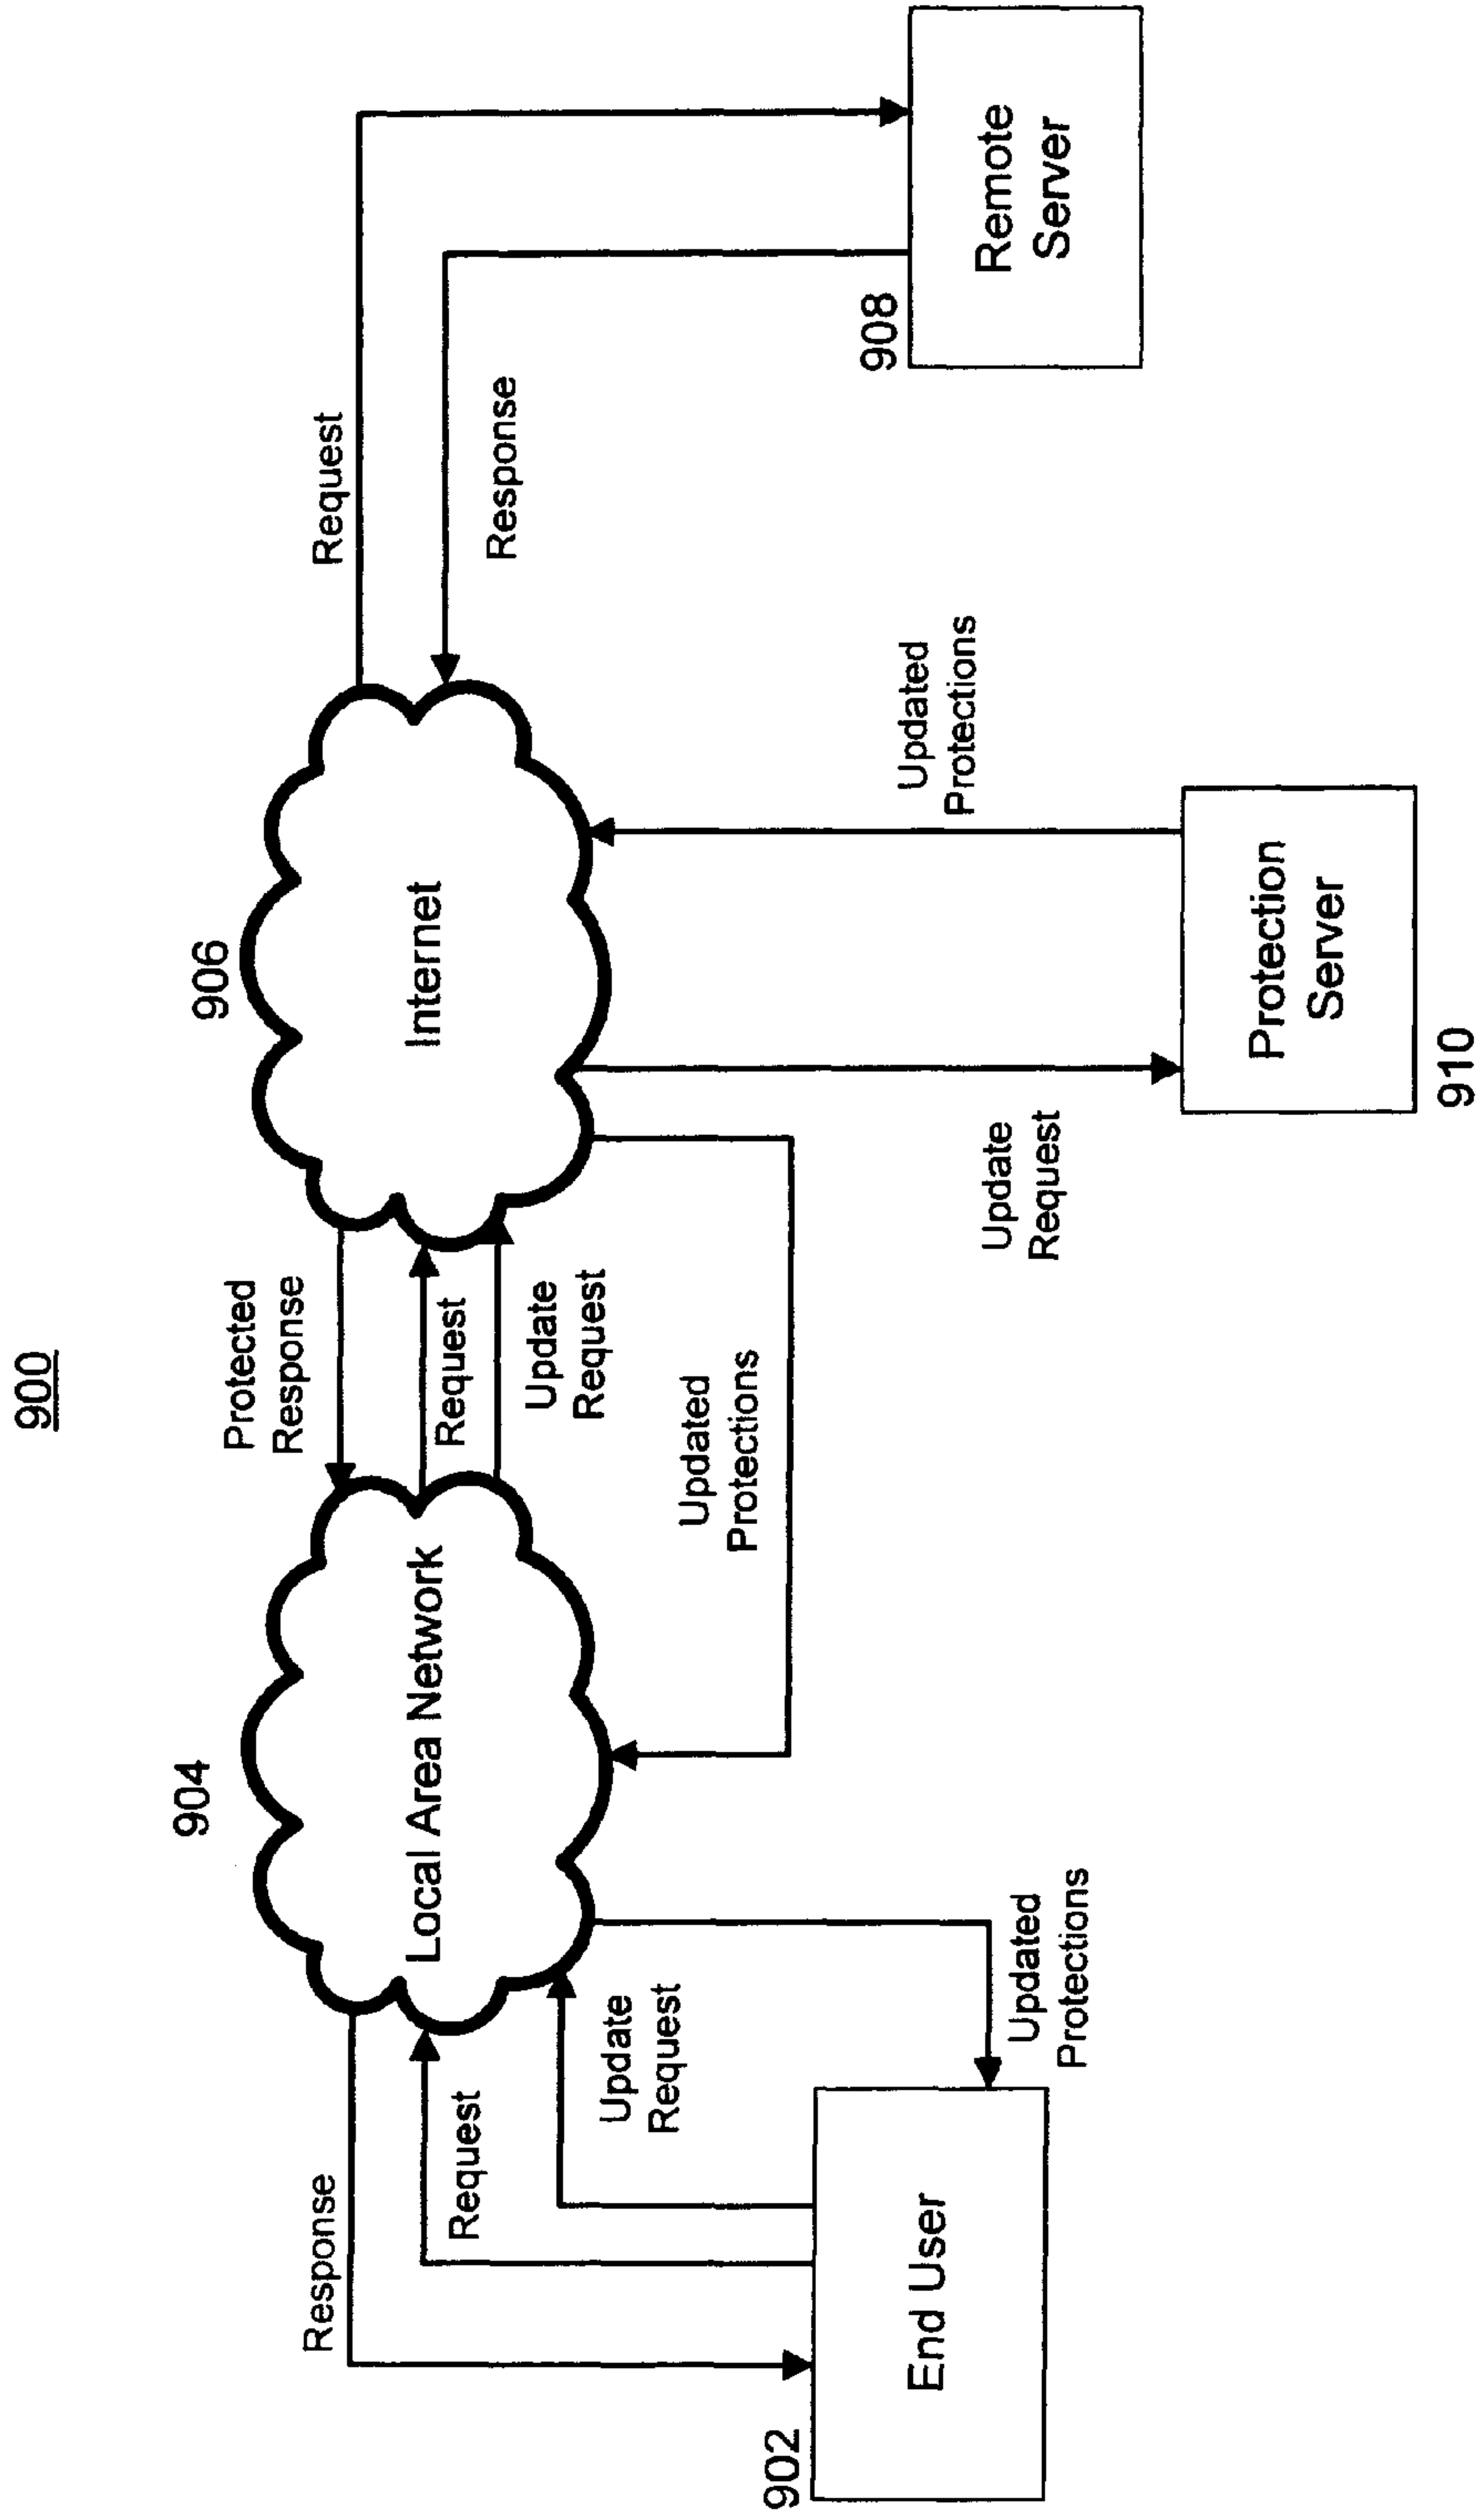 900
904
906
Response
Protected
Response
Request
Local Area Network
Internet
Request
Request
Update
Request
Response
Update
Request
Updated
Protections
902
End User
Updated
Protections
Update
Request
Updated
Protections
908
Remote
Server
Protection
Server
910